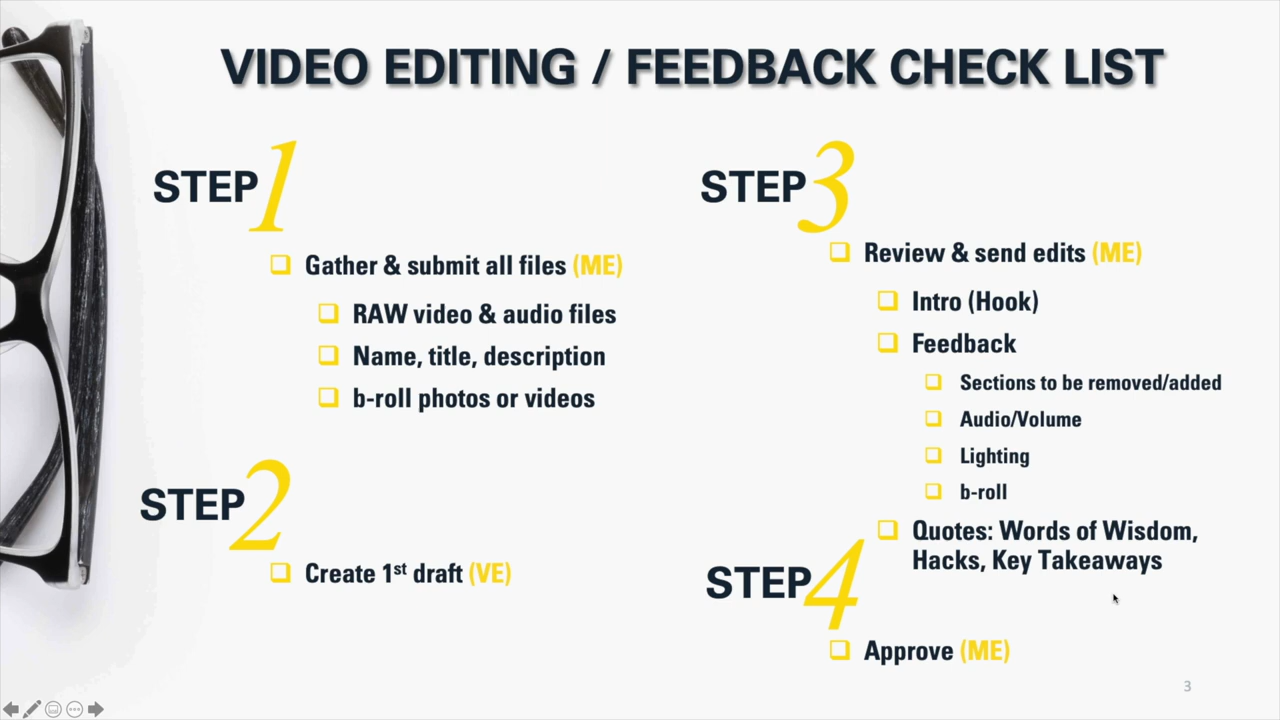 VIDEO EDITING / FEEDBACK CHECK LIST
STEP 1
Gather & submit all files (ME)
RAW video & audio files
Name, title, description
b-roll photos or videos
STEP 2
Create 1st draft (VE)
STEP 3
Review & send edits (ME)
Intro (Hook)
Feedback
Sections to be removed/added
Audio/Volume
Lighting
b-roll
Quotes: Words of Wisdom,
Hacks, Key Takeaways
STEP 4
Approve (ME)
3